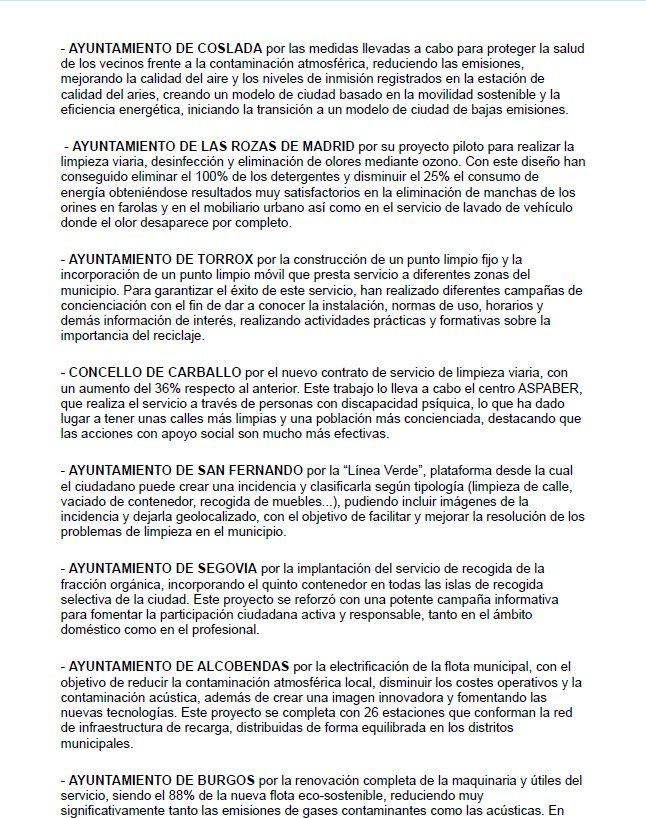 - AYUNTAMIENTO DE COSLADA por las medidas llevadas a cabo para proteger la salud
de los vecinos frente a la contaminación atmosférica, reduciendo las emisiones,
mejorando la calidad del aire y los niveles de inmisión registrados en la estación de
calidad del aries, creando un modelo de ciudad basado en la movilidad sostenible y la
eficiencia energética, iniciando la transición a un modelo de ciudad de bajas emisiones.
- AYUNTAMIENTO DE LAS ROZAS DE MADRID por su proyecto piloto para realizar la
limpieza viaria, desinfección y eliminación de olores mediante ozono. Con este diseño han
conseguido eliminar el 100% de los detergentes y disminuir el 25% el consumo de
energía obteniéndose resultados muy satisfactorios en la eliminación de manchas de los
orines en farolas y en el mobiliario urbano así como en el servicio de lavado de vehículo
donde el olor desaparece por completo.
- AYUNTAMIENTO DE TORROX por la construcción de un punto limpio fijo y la
incorporación de un punto limpio móvil que presta servicio a diferentes zonas del
municipio. Para garantizar el éxito de este servicio, han realizado diferentes campañas de
concienciación con el fin de dar a conocer la instalación, normas de uso, horarios y
demás información de interés, realizando actividades prácticas y formativas sobre la
importancia del reciclaje.
- CONCELLO DE CARBALLO por el nuevo contrato de servicio de limpieza viaria, con
un aumento del 36% respecto al anterior. Este trabajo lo lleva a cabo el centro ASPABER,
que realiza el servicio a través de personas con discapacidad psíquica, lo que ha dado
lugar a tener unas calles más limpias y una población más concienciada, destacando que
las acciones con apoyo social son mucho más efectivas.
- AYUNTAMIENTO DE SAN FERNANDO por la “Línea Verde”, plataforma desde la cual
el ciudadano puede crear una incidencia y clasificarla según tipología (limpieza de calle,
vaciado de contenedor, recogida de muebles...), pudiendo incluir imágenes de la
incidencia y dejarla geolocalizado, con el objetivo de facilitar y mejorar la resolución de los
problemas de limpieza en el municipio.
- AYUNTAMIENTO DE SEGOVIA por la implantación del servicio de recogida de la
fracción orgánica, incorporando el quinto contenedor en todas las islas de recogida
selectiva de la ciudad. Este proyecto se reforzó con una potente campaña informativa
para fomentar la participación ciudadana activa y responsable, tanto en el ámbito
doméstico como en el profesional.
- AYUNTAMIENTO DE ALCOBENDAS por la electrificación de la flota municipal, con el
objetivo de reducir la contaminación atmosférica local, disminuir los costes operativos y la
contaminación acústica, además de crear una imagen innovadora y fomentando las
nuevas tecnologías. Este proyecto se completa con 26 estaciones que conforman la red
de infraestructura de recarga, distribuidas de forma equilibrada en los distritos
municipales.
- AYUNTAMIENTO DE BURGOS por la renovación completa de la maquinaria y útiles del
servicio, siendo el 88% de la nueva flota eco-sostenible, reduciendo muy
significativamente tanto las emisiones de gases contaminantes como las acústicas. En